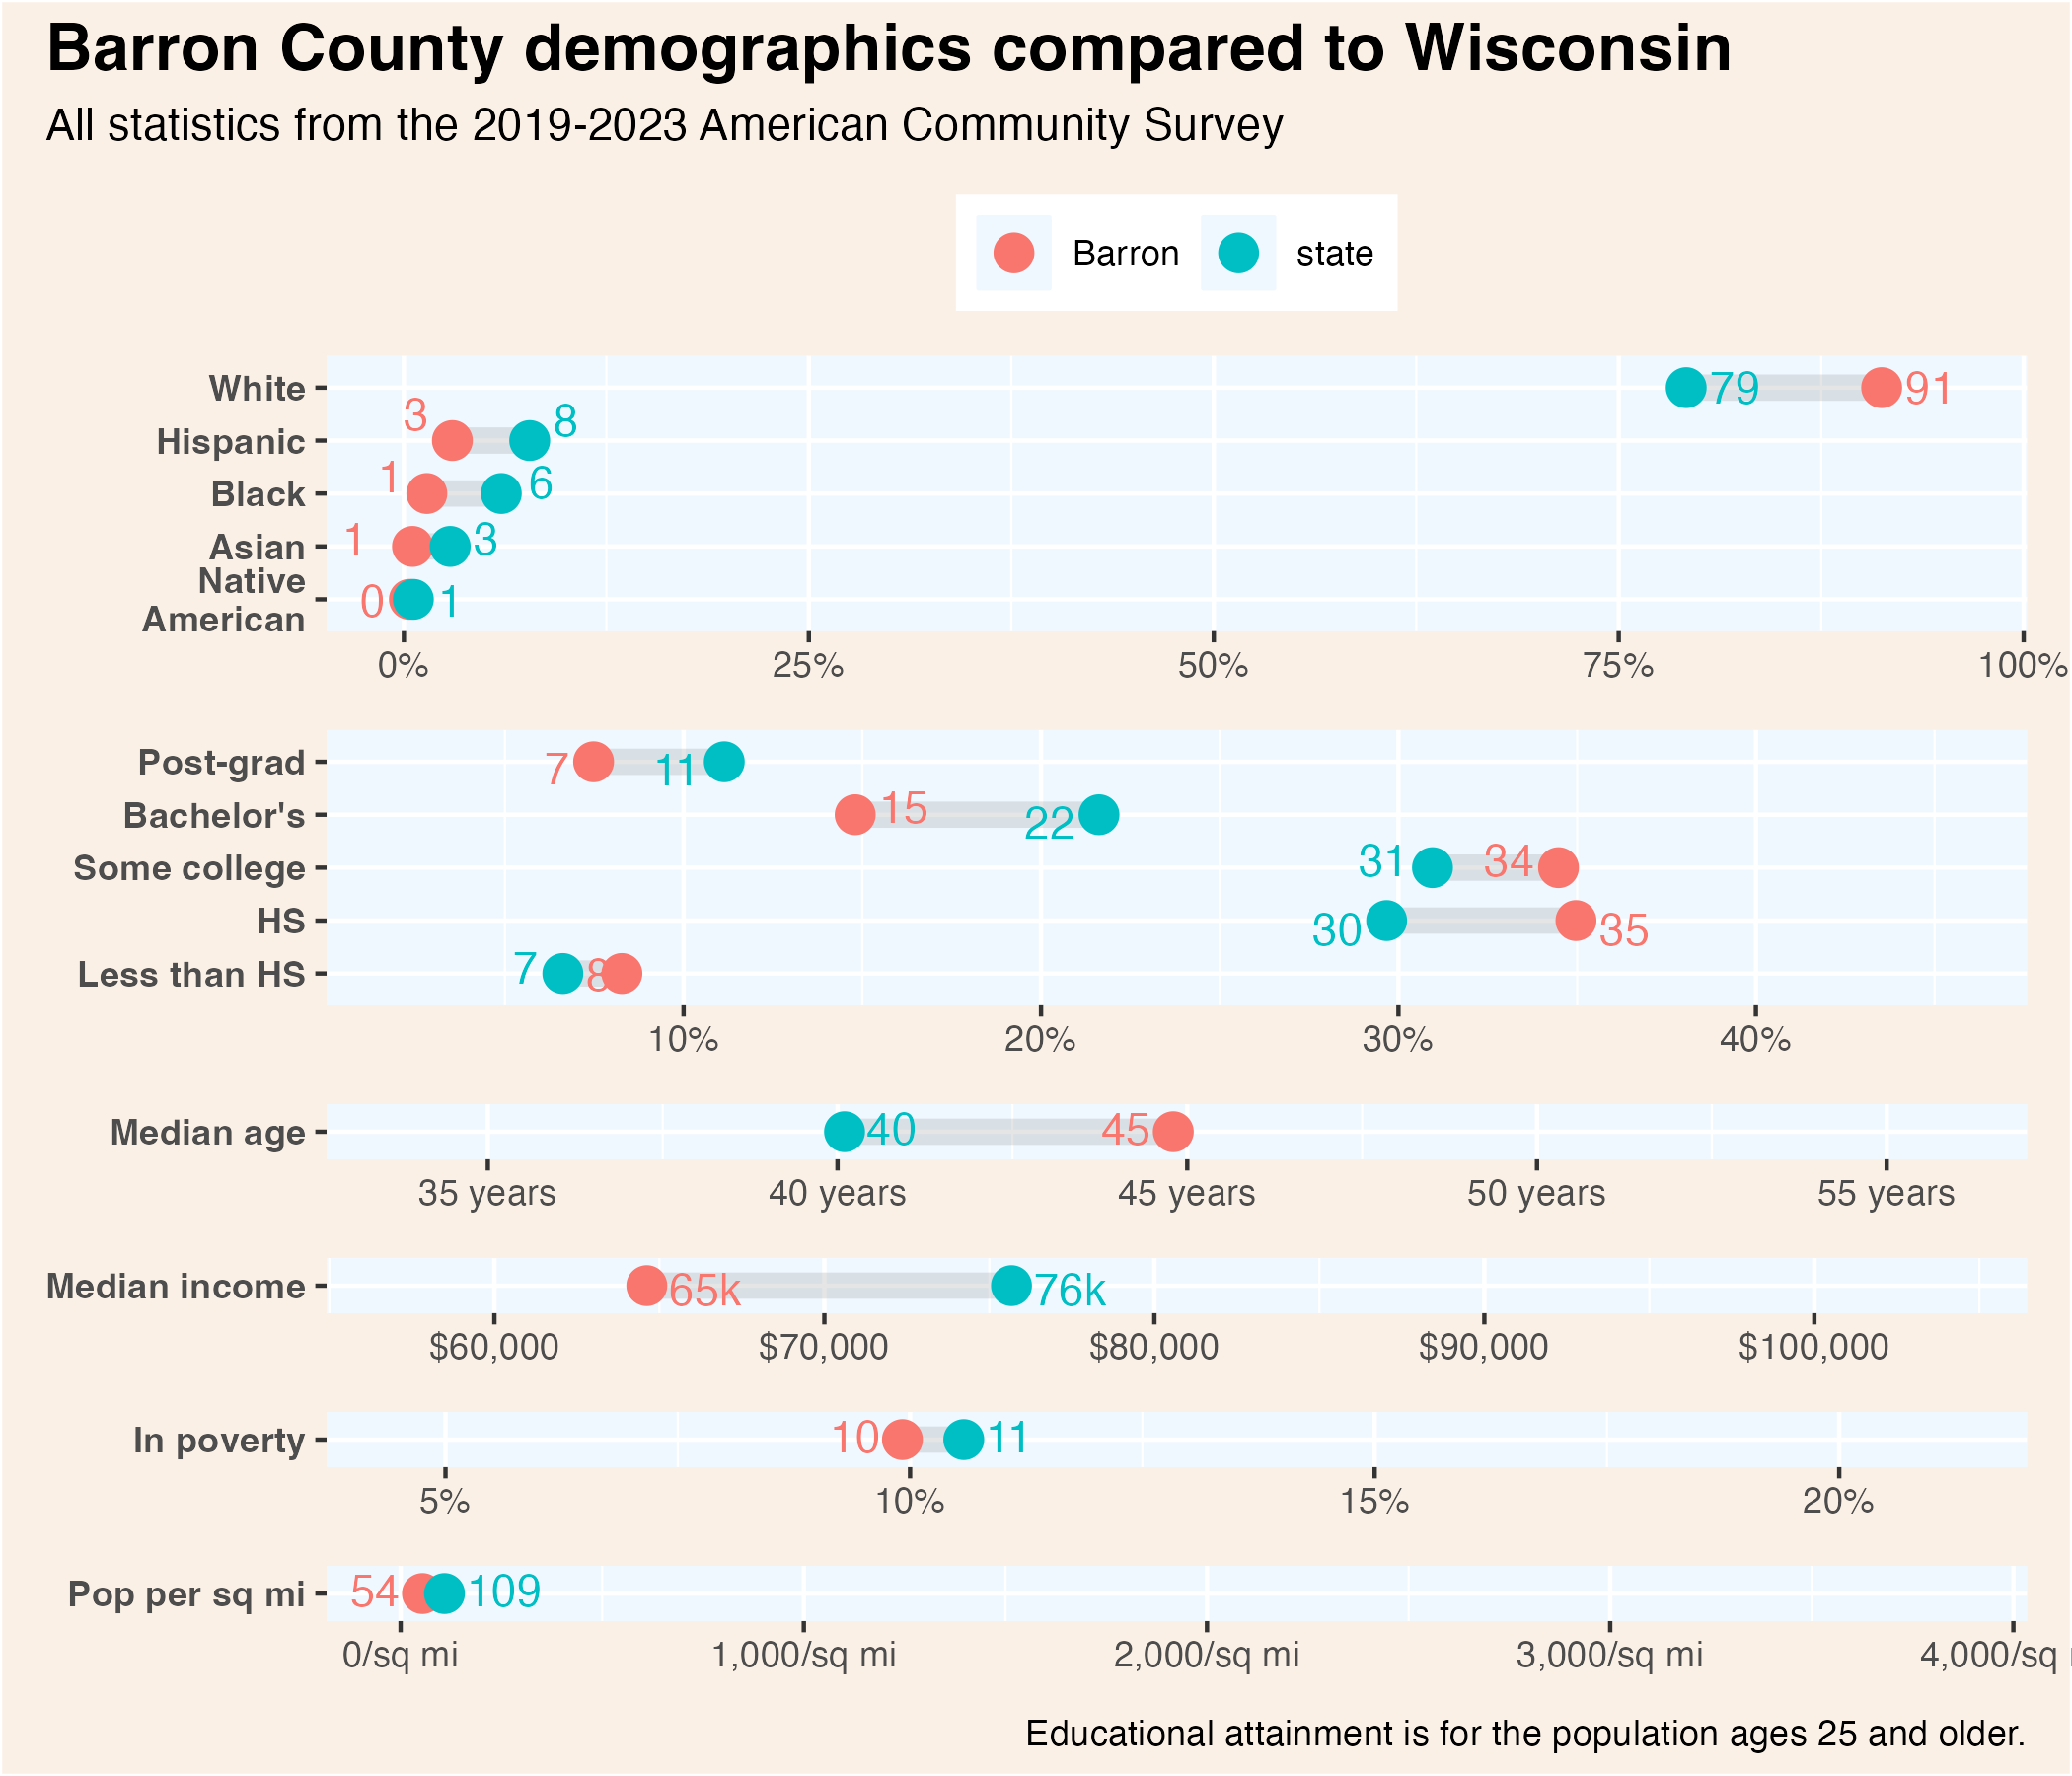 Barron County demographics compared to Wisconsin
All statistics from the 2019-2023 American Community Survey
Barron state
White 79 91
Hispanic 3 8
Black 1 6
Asian 1 3
Native
American 0 1
0% 25% 50% 75% 100%
Post-grad 7 11
Bachelor's 15 22
Some college 31 34
HS 30 35
Less than HS 7 8
10% 20% 30% 40%
Median age 40 45
35 years 40 years 45 years 50 years 55 years
Median income 65k 76k
$60,000 $70,000 $80,000 $90,000 $100,000
In poverty 10 11
5% 10% 15% 20%
Pop per sq mi 54 109
0/sq mi 1,000/sq mi 2,000/sq mi 3,000/sq mi 4,000/sq
Educational attainment is for the population ages 25 and older.